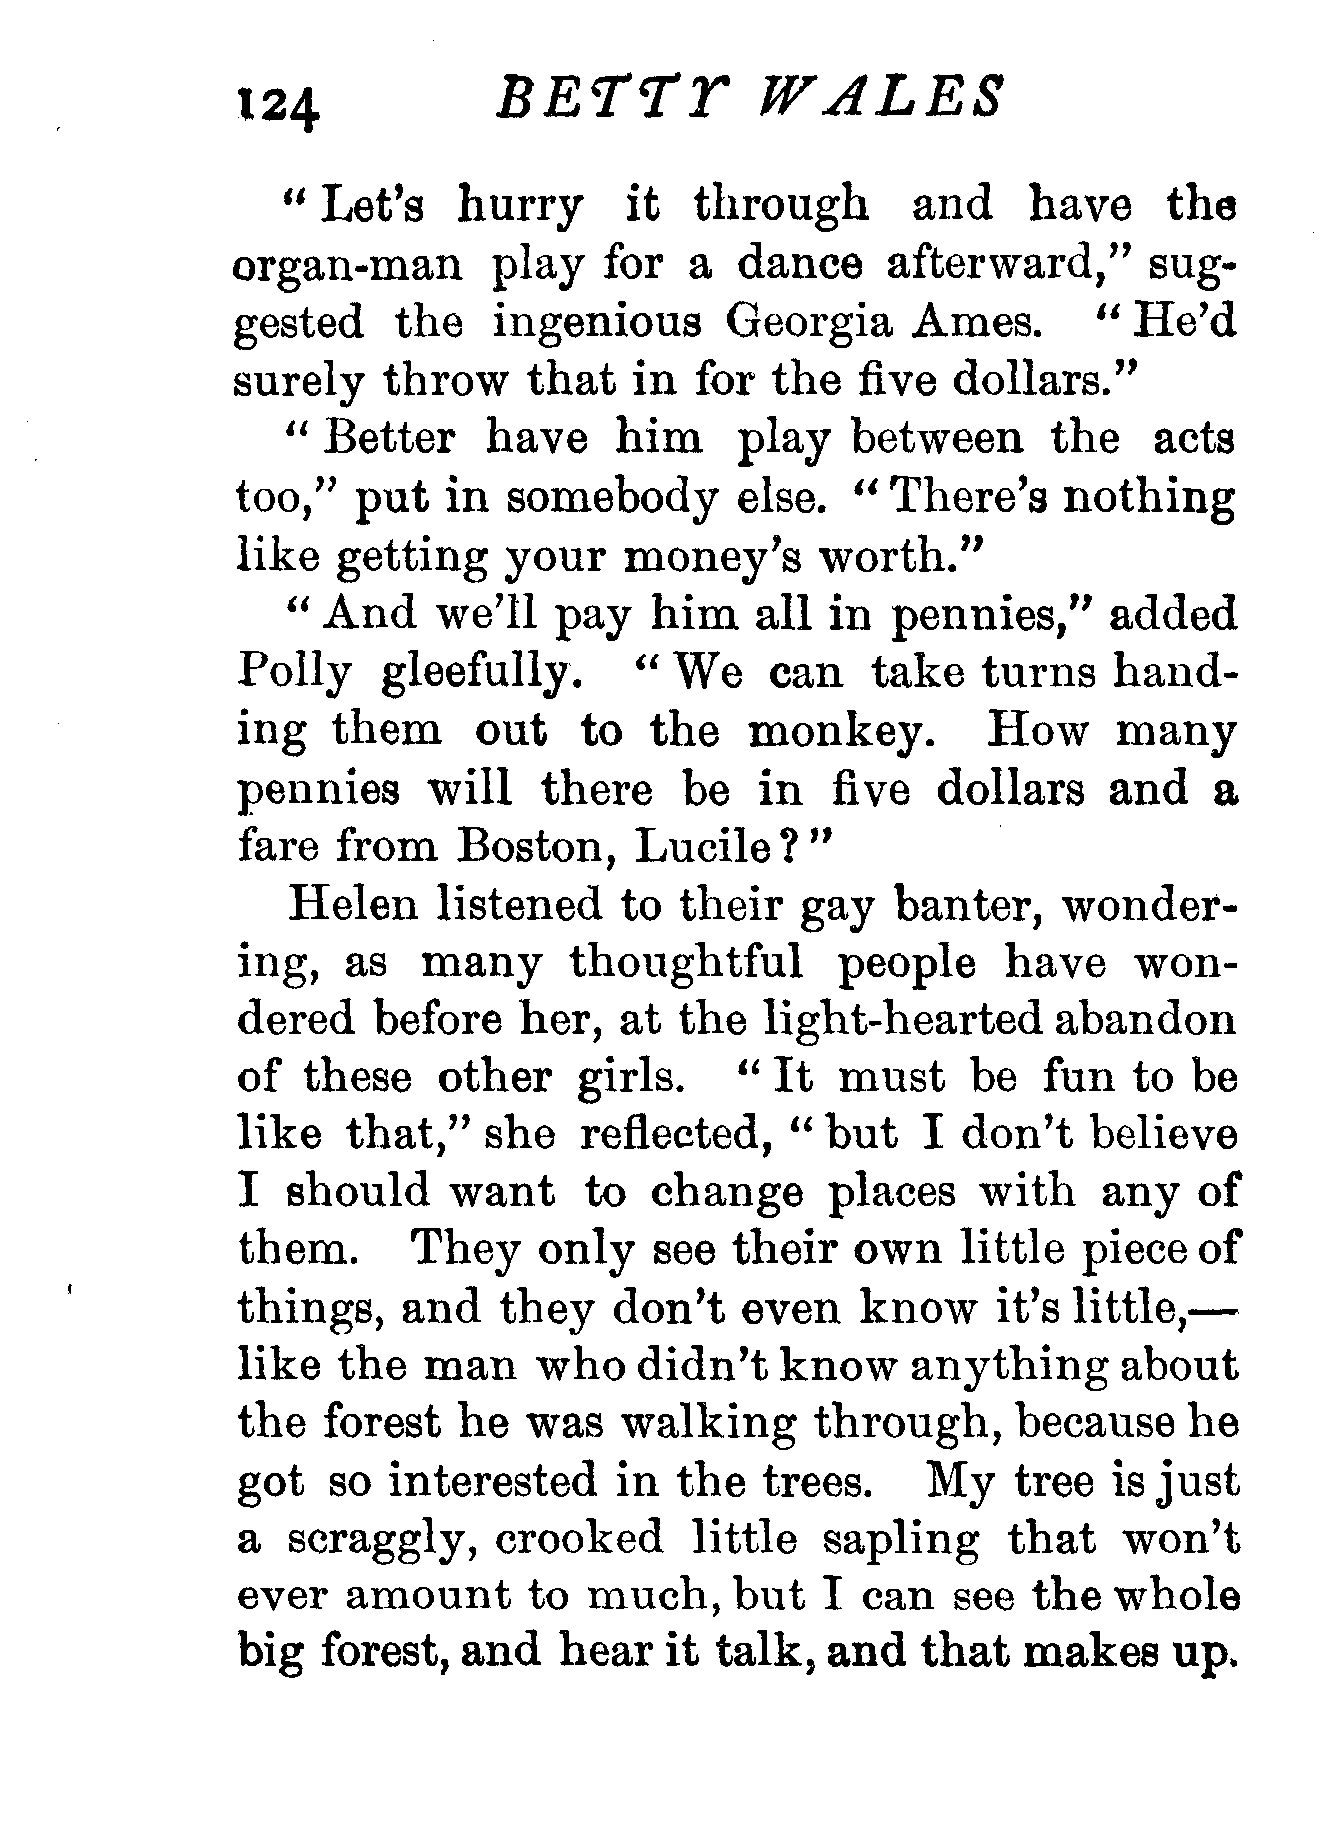 124 BETTY WALES
“ Let’s hurry it through and have the
organ-man play for a dance afterward,” sug-
gested the ingenious Georgia Ames. “ He’d
surely throw that in for the five dollars.”
“ Better have him play between the acts
too,” put in somebody else. “ There’s nothing
like getting your money’s worth.”
“ And we’ll pay him all in pennies,” added
Polly gleefully. “ We can take turns hand-
ing them out to the monkey. How many
pennies will there be in five dollars and a
fare from Boston, Lucile ? ”
Helen listened to their gay banter, wonder-
ing, as many thoughtful people have won-
dered before her, at the light-hearted abandon
of these other girls. “ It must be fun to be
like that,” she reflected, “ but I don’t believe
I should want to change places with any of
them. They only see their own little piece of
things, and they don’t even know it’s little,—
like the man who didn’t know anything about
the forest he was walking through, because he
got so interested in the trees. My tree is just
a scraggly, crooked little sapling that won’t
ever amount to much, but I can see the whole
big forest, and hear it talk, and that makes up.